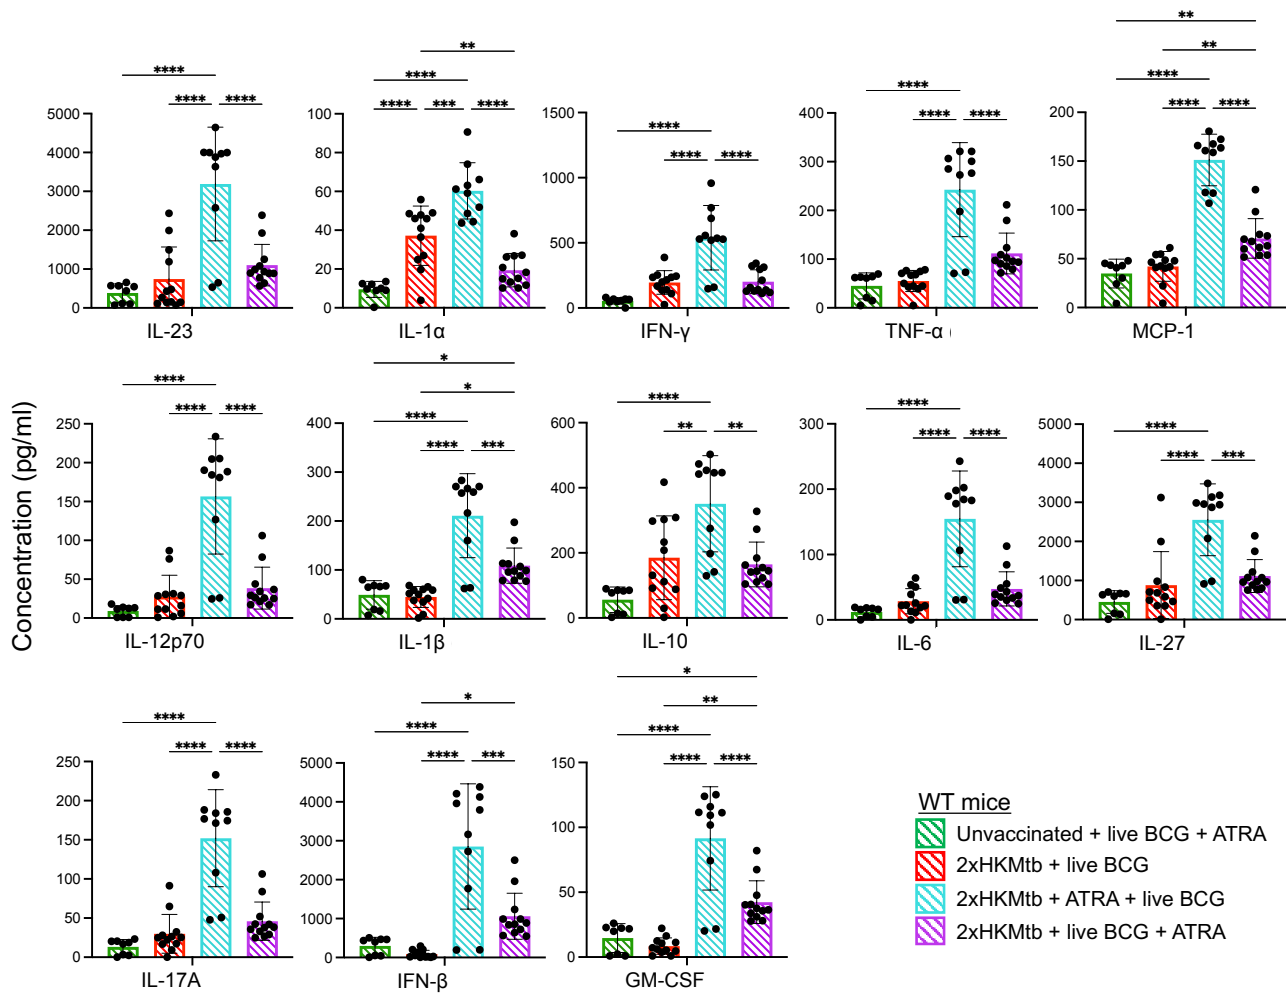 **
**
**** **** ****
**** **** **** **** **** ****
**** **** **** *** **** **** **** **** ****
5000 4000 3000 2000 1000 0 IL-23
100 80 60 40 20 0 IL-1α
1500 1000 500 0 IFN-γ
400 300 200 100 0 TNF-α (
200 150 100 50 0 MCP-1
Concentration (pg/ml)
**** **** ****
250 200 150 100 50 0 IL-12p70
* * **** **** ***
400 300 200 100 0 IL-1β
**** ** **
600 400 200 0 IL-10
**** **** ****
300 200 100 0 IL-6
**** **** ***
5000 4000 3000 2000 1000 0 IL-27
**** **** ****
250 200 150 100 50 0 IL-17A
* **** **** ***
5000 4000 3000 2000 1000 0 IFN-β
* ** **** **** ****
150 100 50 0 GM-CSF
WT mice
Unvaccinated + live BCG + ATRA
2xHKMtb + live BCG
2xHKMtb + ATRA + live BCG
2xHKMtb + live BCG + ATRA